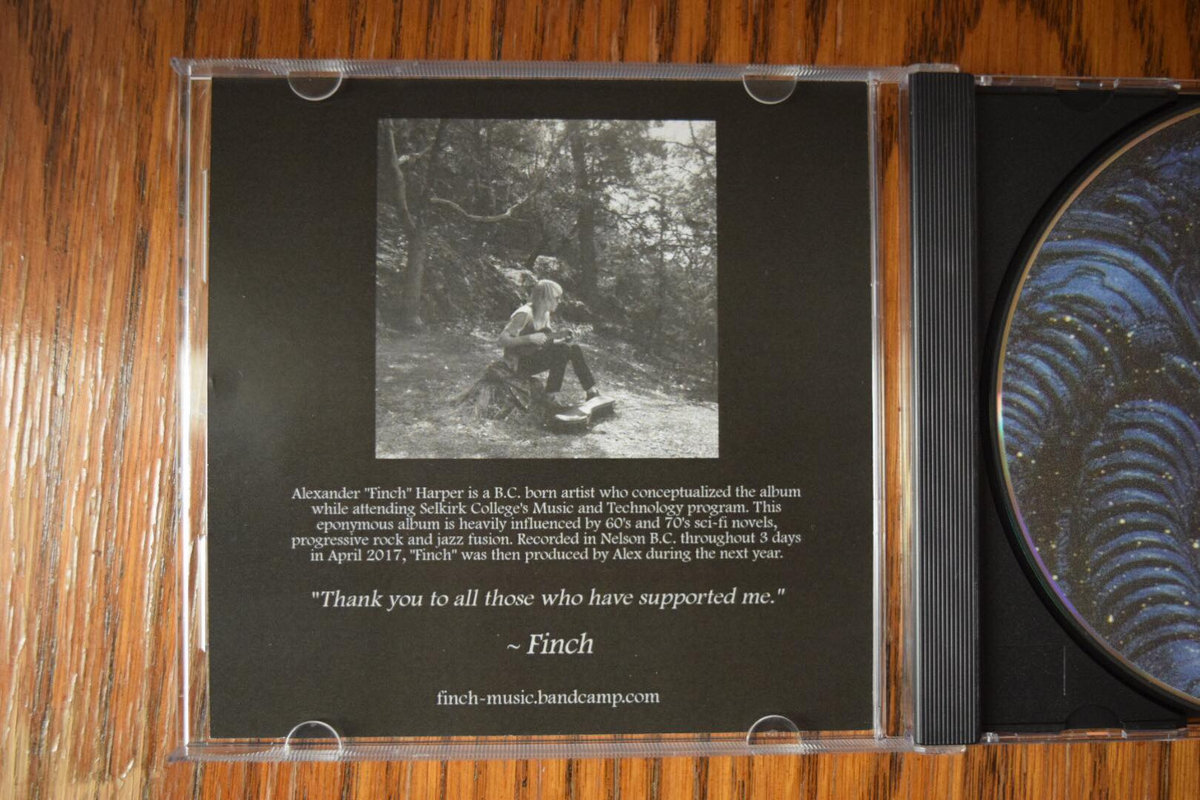 Alexander "Finch" Harper is a B.C. born artist who conceptualized the album
while attending Selkirk College's Music and Technology program. This
eponymous album is heavily influenced by 60's and 70's sci-fi novels,
progressive rock and jazz fusion. Recorded in Nelson B.C. throughout 3 days
in April 2017, "Finch" was then produced by Alex during the next year.
"Thank you to all those who have supported me."
~ Finch
finch-music.bandcamp.com